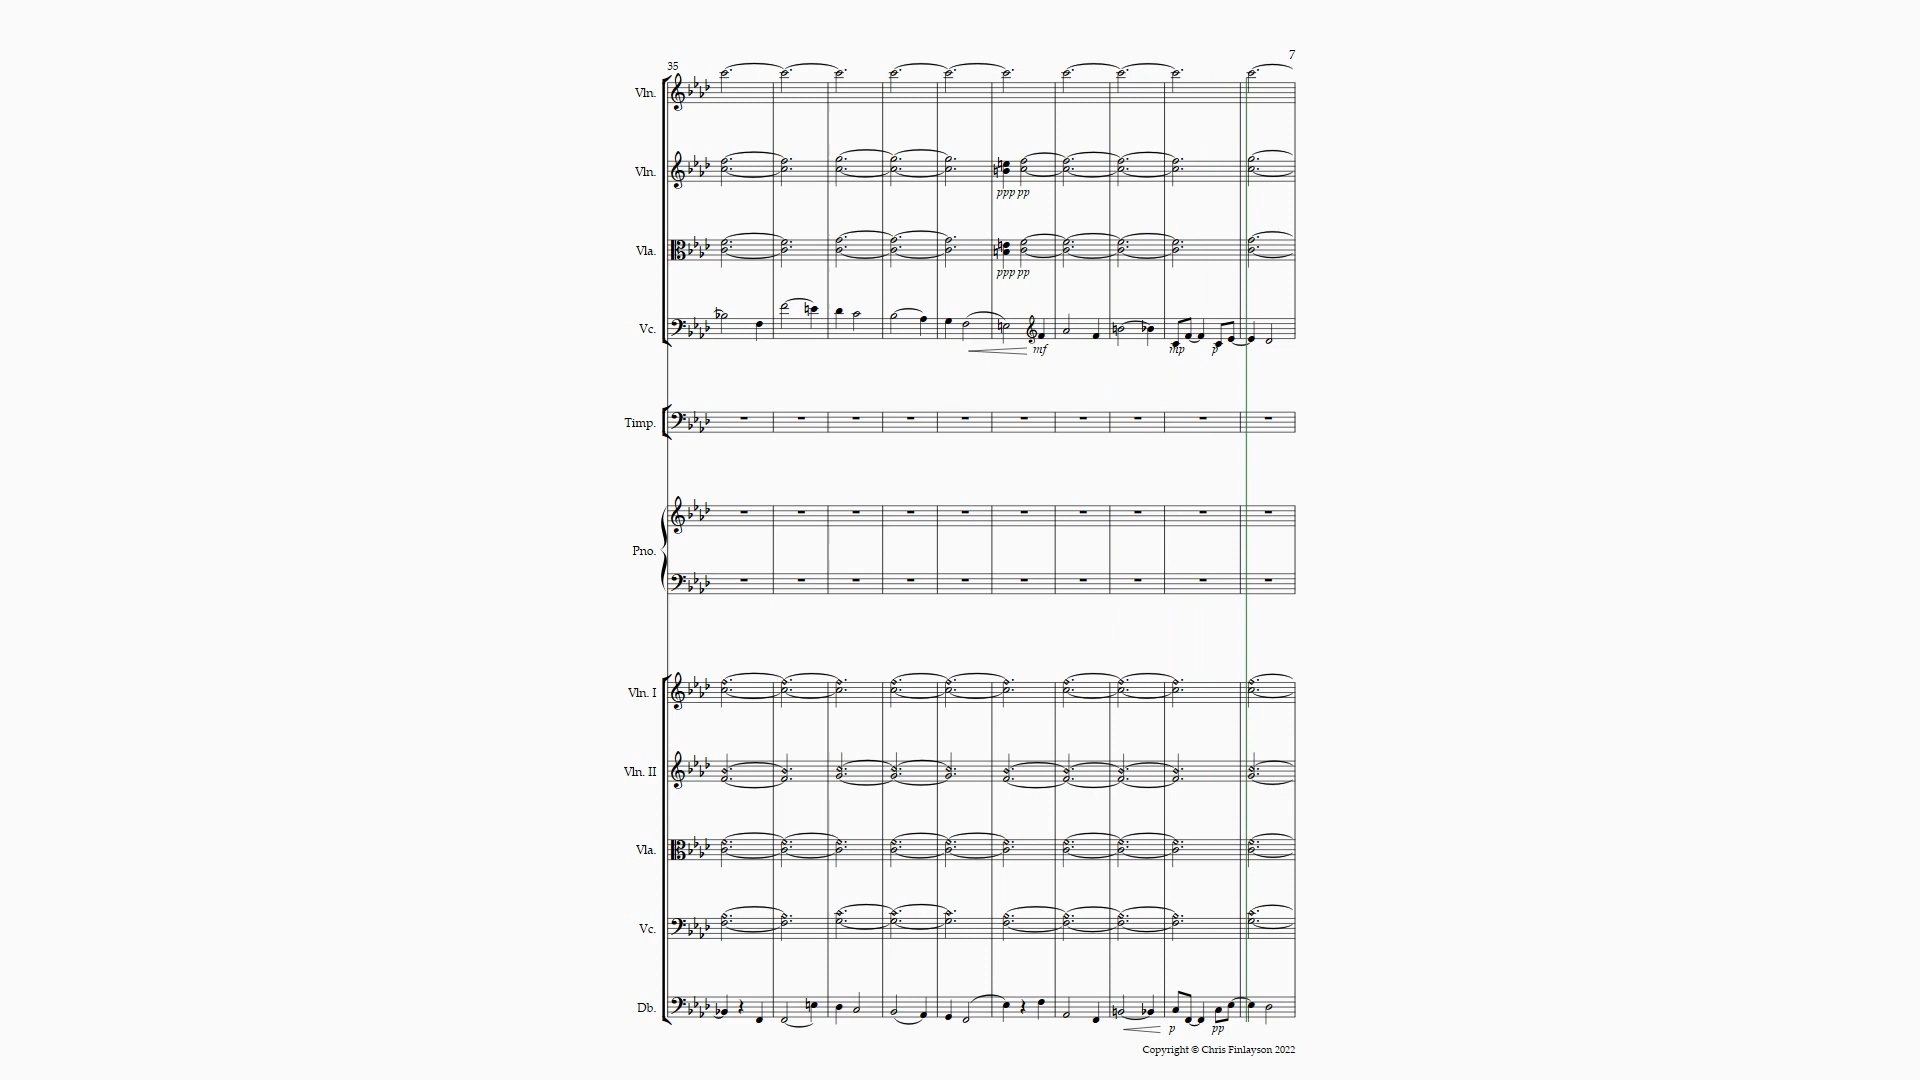 7
35
Vln.
Vln.
ppp pp
Vla.
ppp pp
Vc.
mf mp p
Timp.
Pno.
Vln. I
Vln. II
Vla.
Vc.
Db.
p pp
Copyright © Chris Finlayson 2022